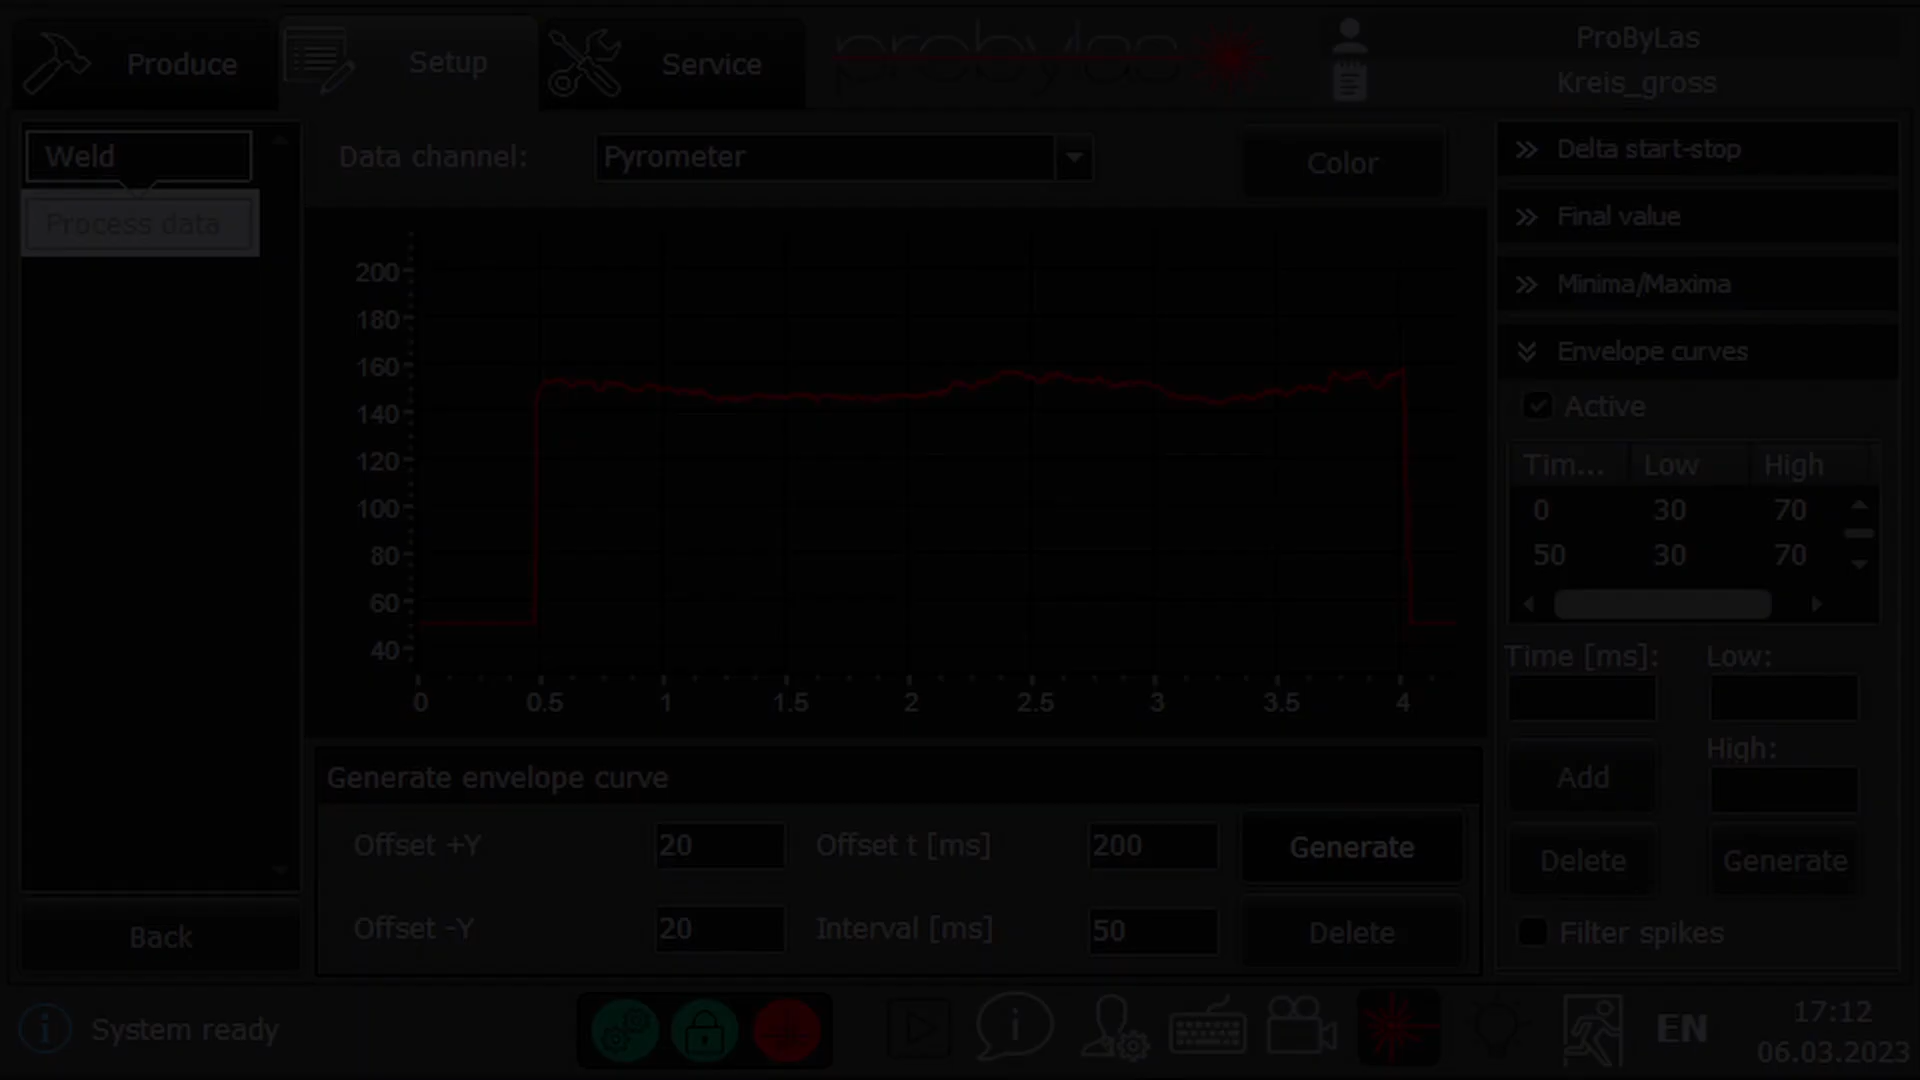 Produce
Setup
Service
probylas
ProByLas
Kreis_gross
Weld
Process data
Back
Data channel:
Pyrometer
Color
200
180
160
140
120
100
80
60
40
0 0.5 1 1.5 2 2.5 3 3.5 4
Generate envelope curve
Offset +Y 20 Offset t [ms] 200 Generate
Offset -Y 20 Interval [ms] 50 Delete
Delta start-stop
Final value
Minima/Maxima
Envelope curves
Active
Tim... Low High
0 30 70
50 30 70
Time [ms]: Low:
High:
Add
Delete Generate
Filter spikes
System ready
EN
17:12
06.03.2023